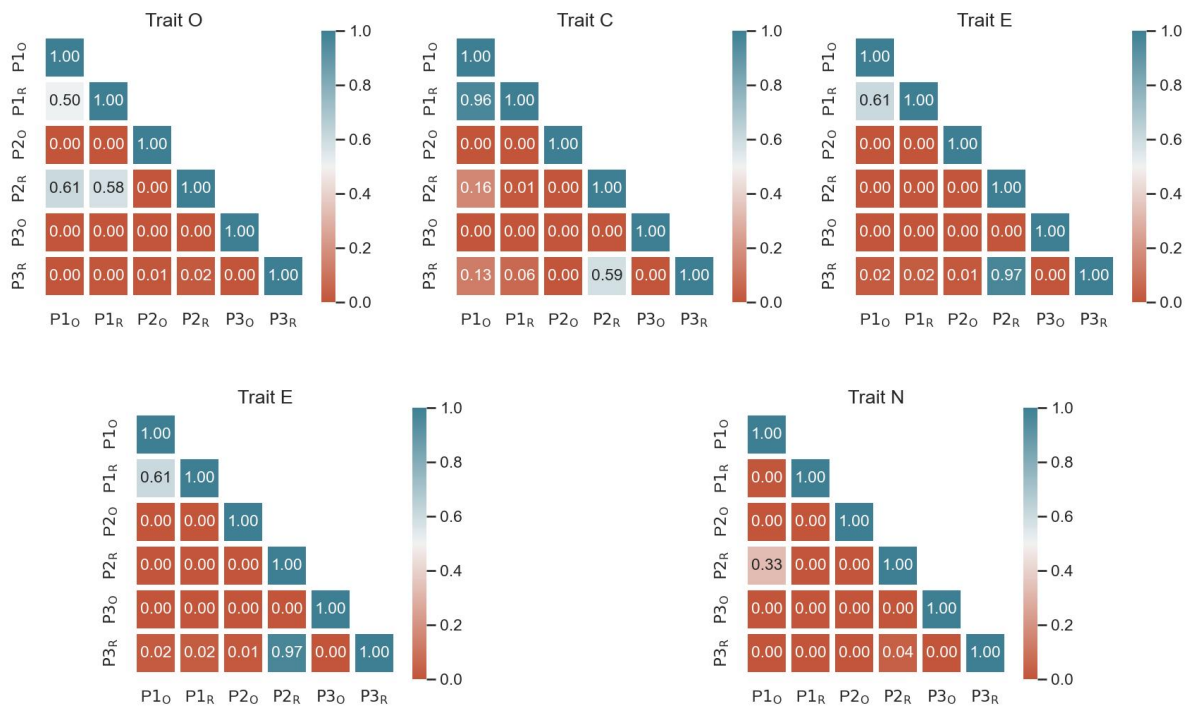 Trait O
P1O 1.00
P1R 0.50 1.00
P2O 0.00 0.00 1.00
P2R 0.61 0.58 0.00 1.00
P3O 0.00 0.00 0.00 0.00 1.00
P3R 0.00 0.00 0.01 0.02 0.00 1.00
P1O P1R P2O P2R P3O P3R
1.0
0.8
0.6
0.4
0.2
0.0
Trait C
P1O 1.00
P1R 0.96 1.00
P2O 0.00 0.00 1.00
P2R 0.16 0.01 0.00 1.00
P3O 0.00 0.00 0.00 0.00 1.00
P3R 0.13 0.06 0.00 0.59 0.00 1.00
P1O P1R P2O P2R P3O P3R
1.0
0.8
0.6
0.4
0.2
0.0
Trait E
P1O 1.00
P1R 0.61 1.00
P2O 0.00 0.00 1.00
P2R 0.00 0.00 0.00 1.00
P3O 0.00 0.00 0.00 0.00 1.00
P3R 0.02 0.02 0.01 0.97 0.00 1.00
P1O P1R P2O P2R P3O P3R
1.0
0.8
0.6
0.4
0.2
0.0
Trait E
P1O 1.00
P1R 0.61 1.00
P2O 0.00 0.00 1.00
P2R 0.00 0.00 0.00 1.00
P3O 0.00 0.00 0.00 0.00 1.00
P3R 0.02 0.02 0.01 0.97 0.00 1.00
P1O P1R P2O P2R P3O P3R
1.0
0.8
0.6
0.4
0.2
0.0
Trait N
P1O 1.00
P1R 0.00 1.00
P2O 0.00 0.00 1.00
P2R 0.33 0.00 0.00 1.00
P3O 0.00 0.00 0.00 0.00 1.00
P3R 0.00 0.00 0.00 0.04 0.00 1.00
P1O P1R P2O P2R P3O P3R
1.0
0.8
0.6
0.4
0.2
0.0